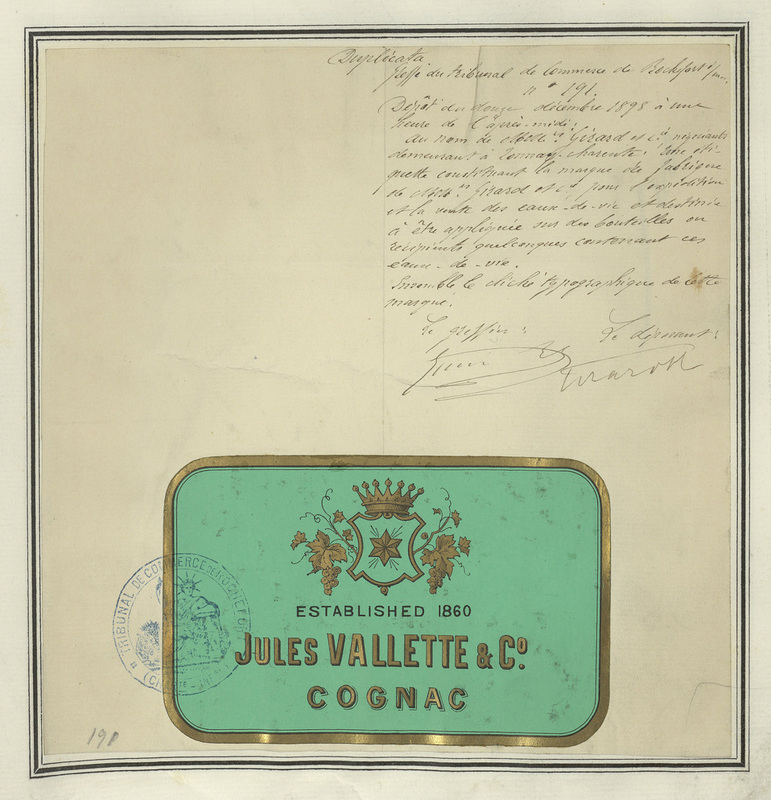 Duplicata.
Greffe du tribunal de Commerce de Rochefort s/mer.
n° 191.
Dépôt du douze décembre 1898 à une
heure de l'après-midi.
Au nom de MM. Girard et Cie négociants
demeurant à Tonnay-Charente. Une éti-
quette constituant la marque de fabrique
de MM. Girard et Cie pour l'expédition
et la vente des eaux-de-vie et destinée
à être appliquée sur des bouteilles ou
récipients quelconques contenant ces
eaux-de-vie.
Ensemble le cliché typographique de cette
marque.
Le greffier: Le déposant:
Girard
TRIBUNAL DE COMMERCE DE ROCHEFORT
ESTABLISHED 1860
JULES VALLETTE & Co.
COGNAC
191